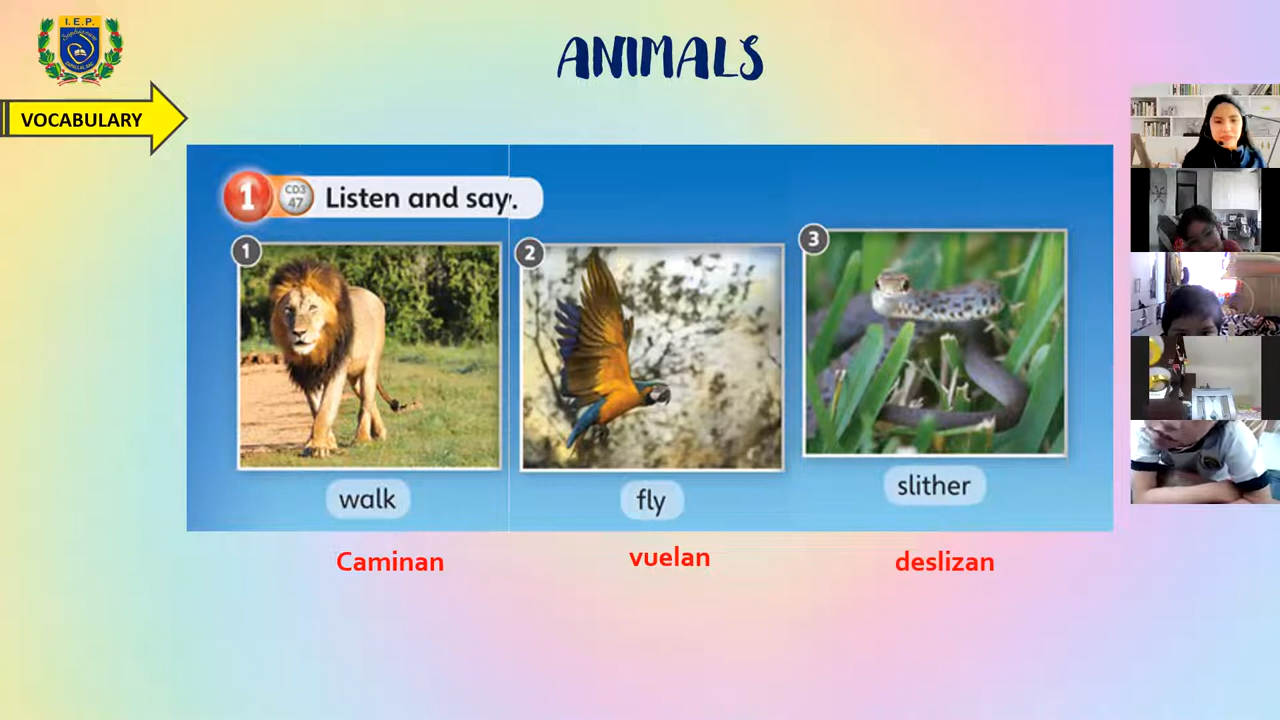 I.E.P.
ANIMALS
VOCABULARY
1 CD3 47 Listen and say.
1 2 3
walk fly slither
Caminan vuelan deslizan